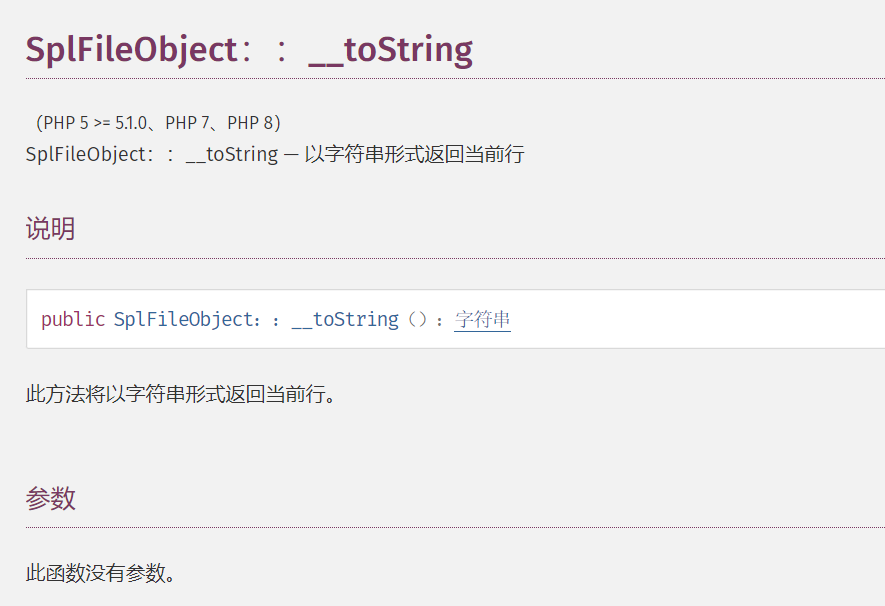 SplFileObject：：__toString
（PHP 5 >= 5.1.0、PHP 7、PHP 8）
SplFileObject：：__toString — 以字符串形式返回当前行
说明
public SplFileObject：：__toString（）：字符串
此方法将以字符串形式返回当前行。
参数
此函数没有参数。